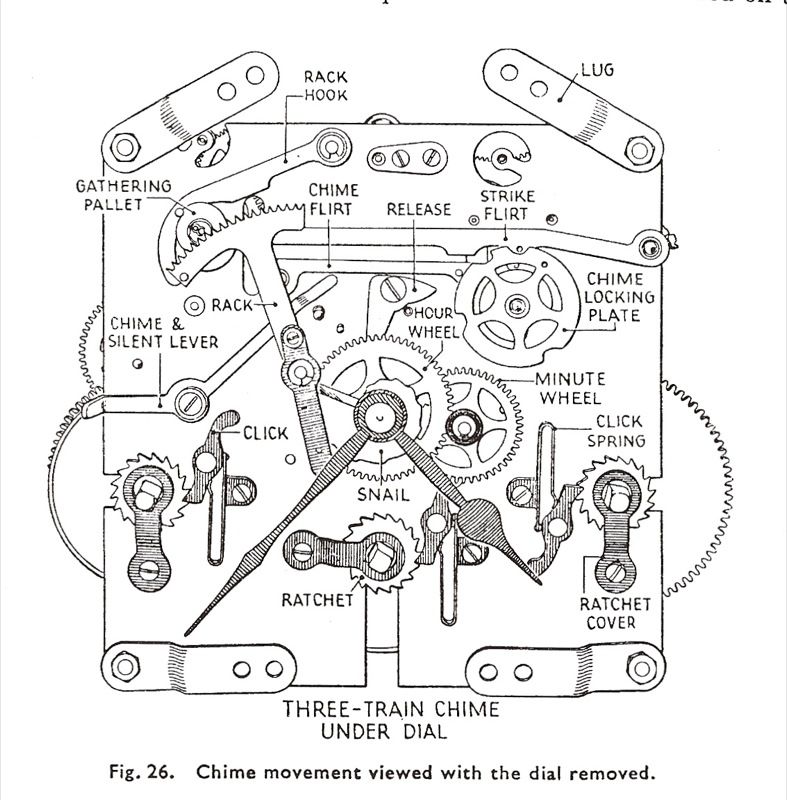 RACK
HOOK
LUG
GATHERING
PALLET
CHIME
FLIRT
RELEASE
STRIKE
FLIRT
RACK
HOUR
WHEEL
CHIME
LOCKING
PLATE
CHIME &
SILENT LEVER
MINUTE
WHEEL
CLICK
CLICK
SPRING
SNAIL
RATCHET
RATCHET
COVER
THREE-TRAIN CHIME
UNDER DIAL
Fig. 26. Chime movement viewed with the dial removed.